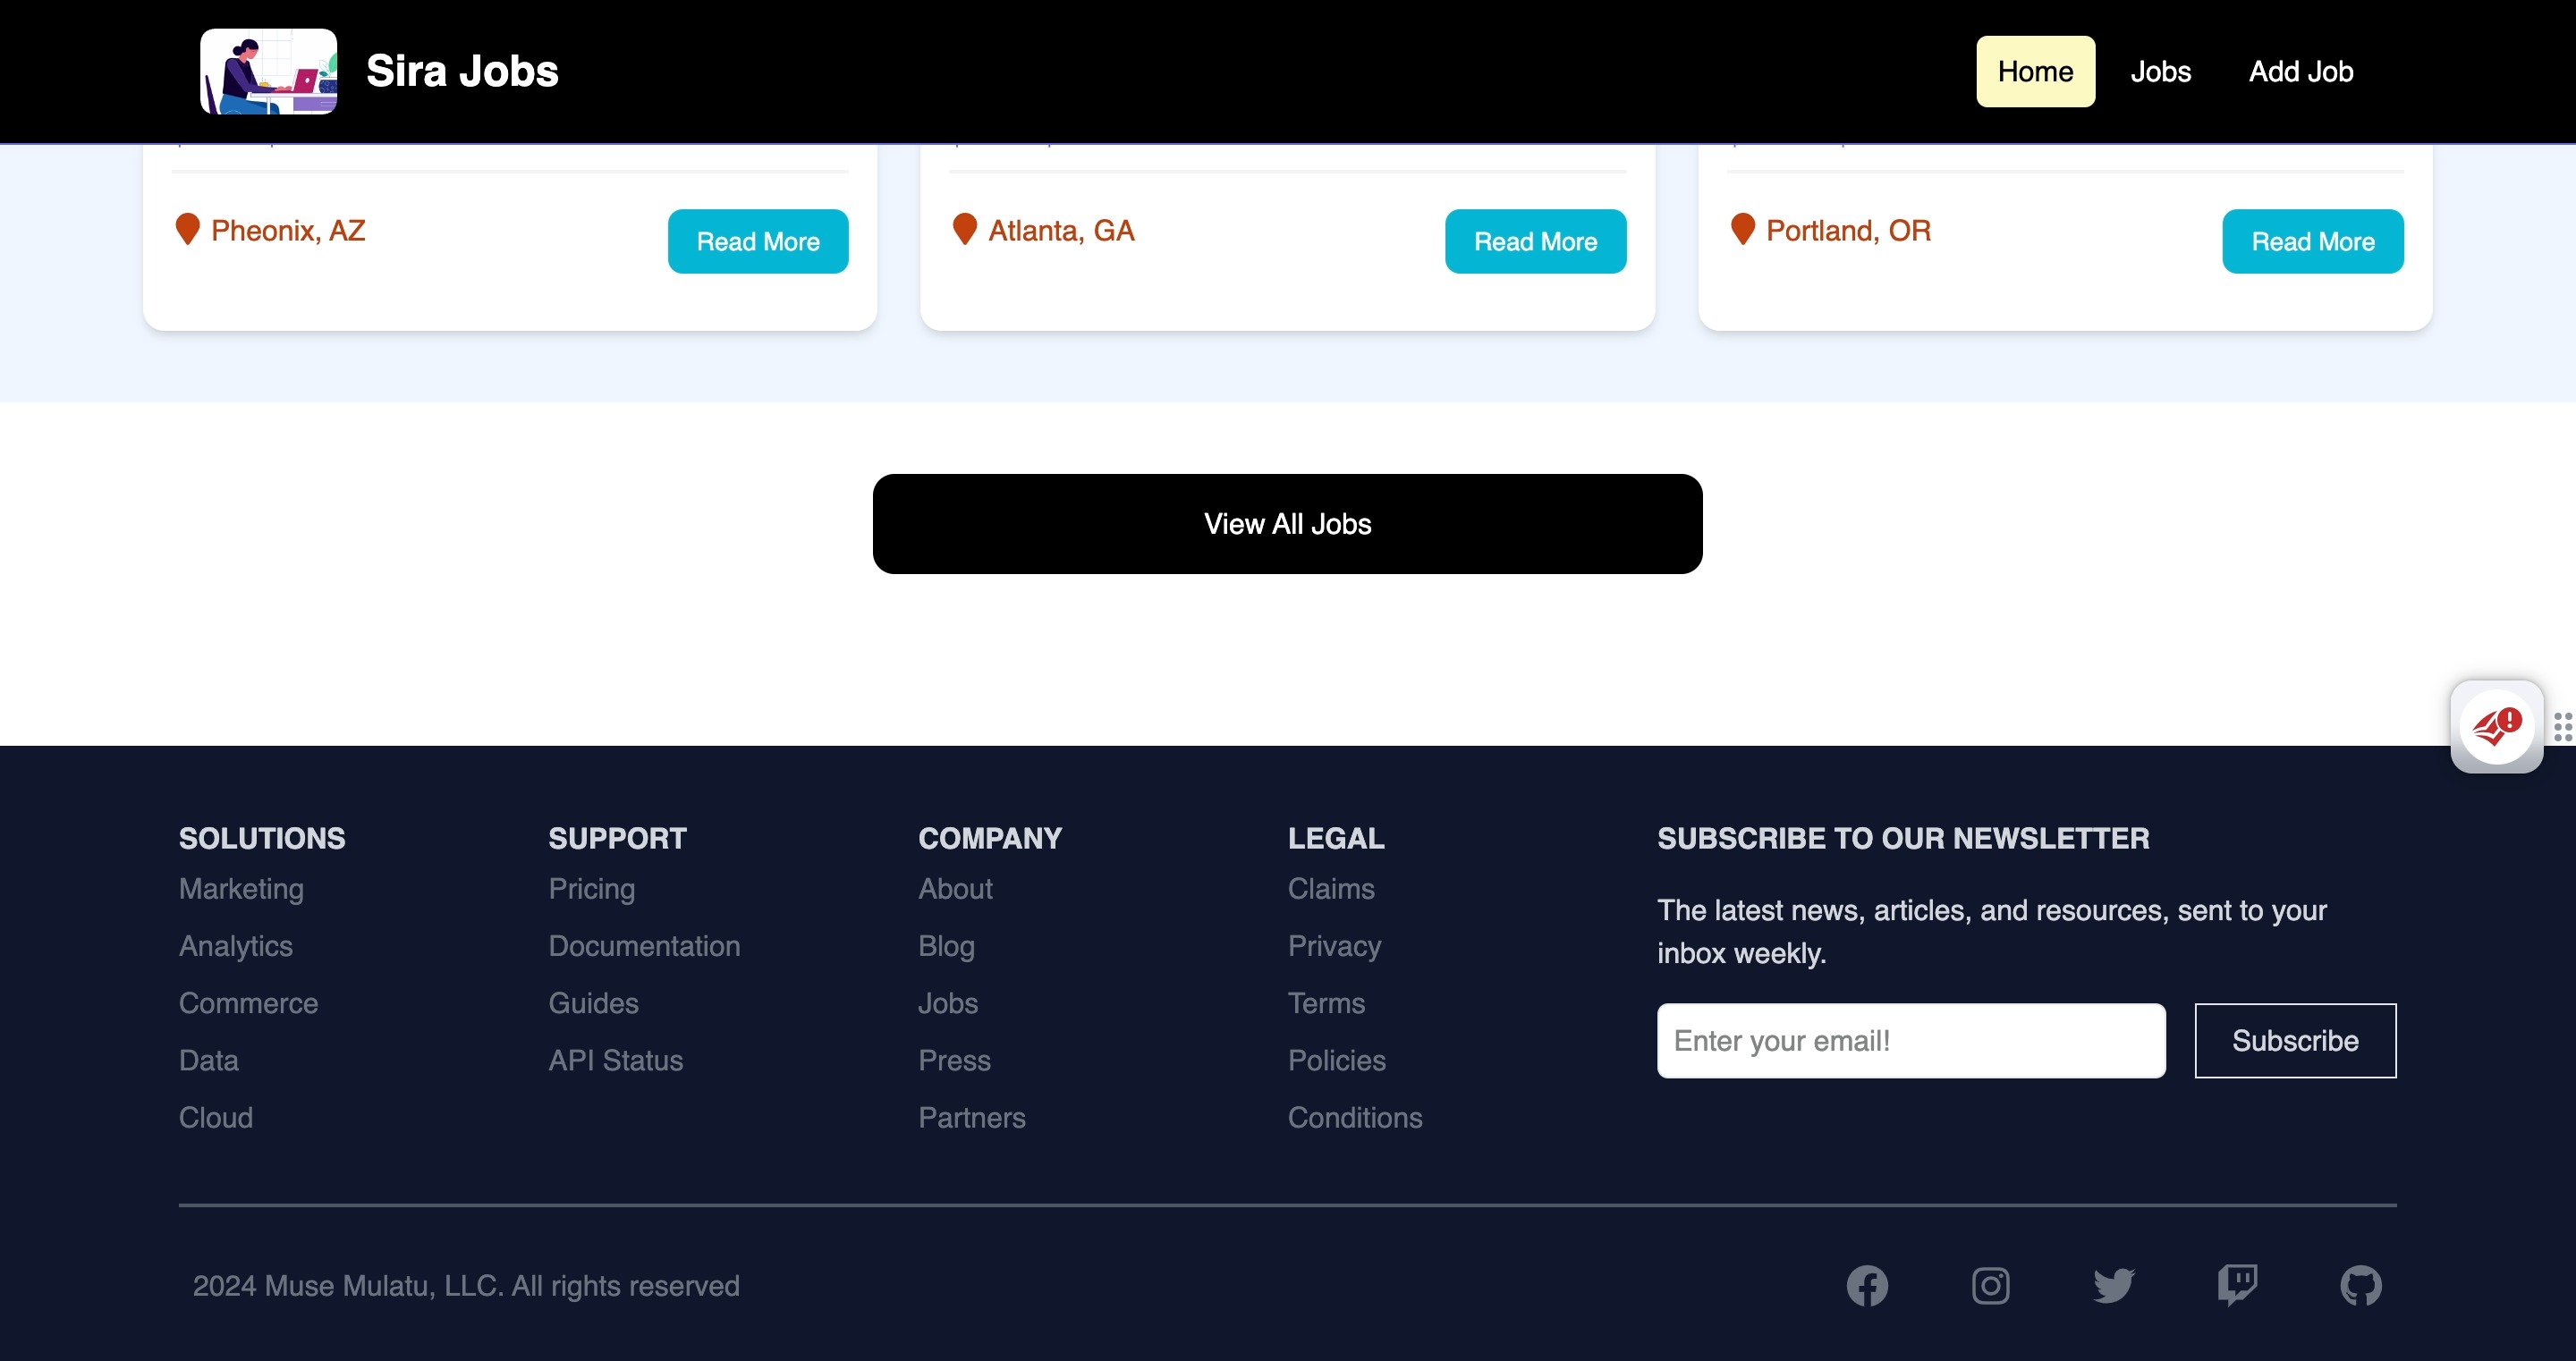 Sira Jobs
Home
Jobs
Add Job
Pheonix, AZ
Read More
Atlanta, GA
Read More
Portland, OR
Read More
View All Jobs
SOLUTIONS
Marketing
Analytics
Commerce
Data
Cloud
SUPPORT
Pricing
Documentation
Guides
API Status
COMPANY
About
Blog
Jobs
Press
Partners
LEGAL
Claims
Privacy
Terms
Policies
Conditions
SUBSCRIBE TO OUR NEWSLETTER
The latest news, articles, and resources, sent to your
inbox weekly.
Enter your email!
Subscribe
2024 Muse Mulatu, LLC. All rights reserved